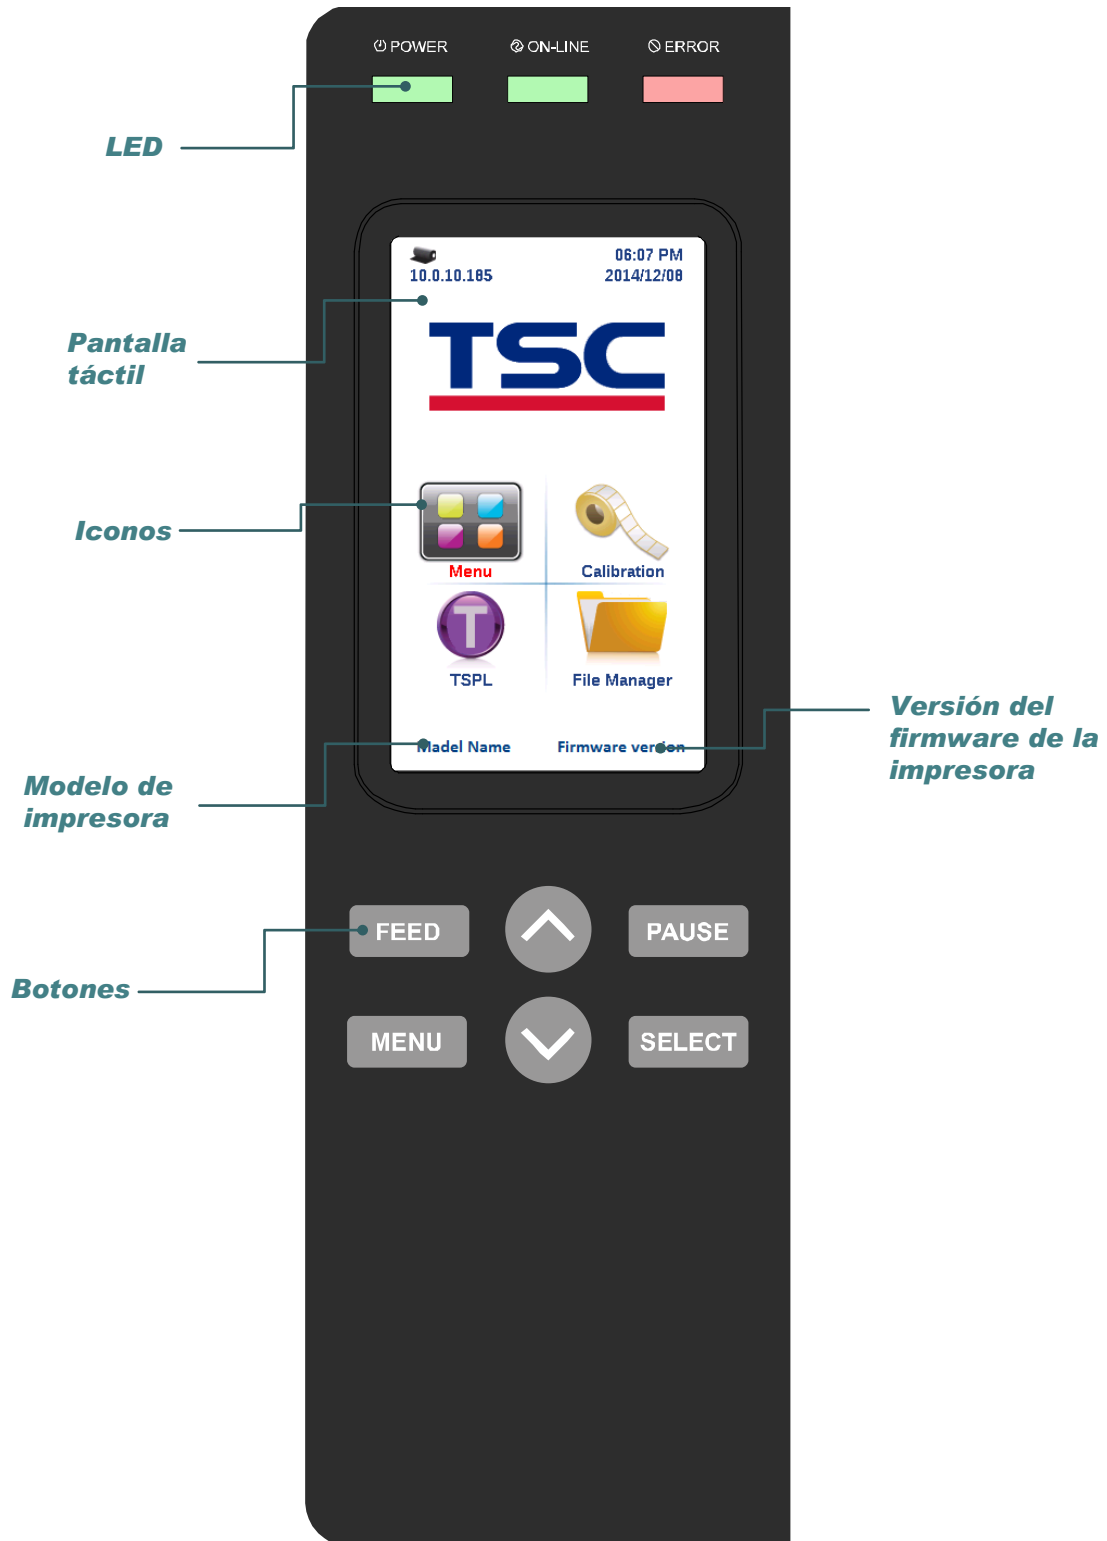 POWER
ON-LINE
ERROR
LED
10.0.10.185
06:07 PM
2014/12/08
TSC
Pantalla
táctil
Iconos
Menu
Calibration
TSPL
File Manager
Madel Name
Firmware version
Versión del
firmware de la
impresora
Modelo de
impresora
FEED
PAUSE
Botones
MENU
SELECT